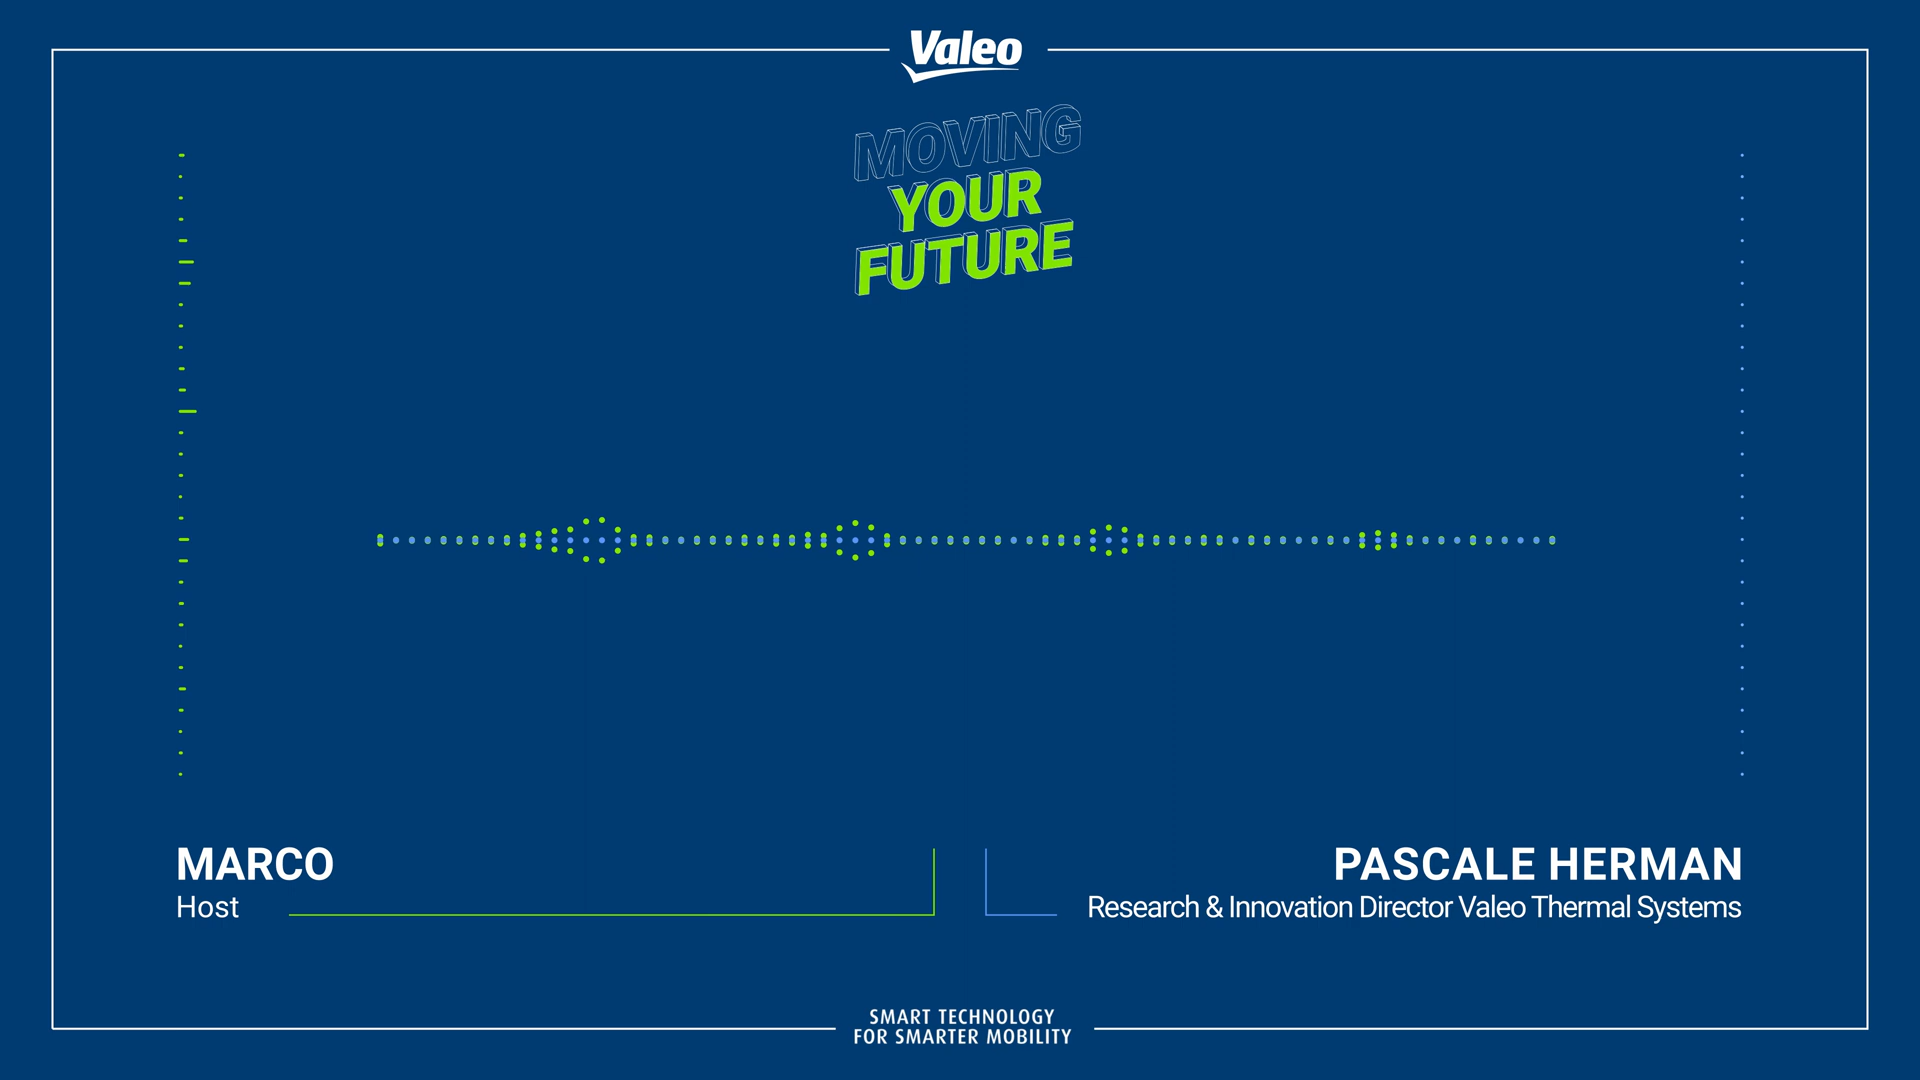 Valeo
MOVING
YOUR
FUTURE
MARCO
Host
PASCALE HERMAN
Research & Innovation Director Valeo Thermal Systems
SMART TECHNOLOGY
FOR SMARTER MOBILITY